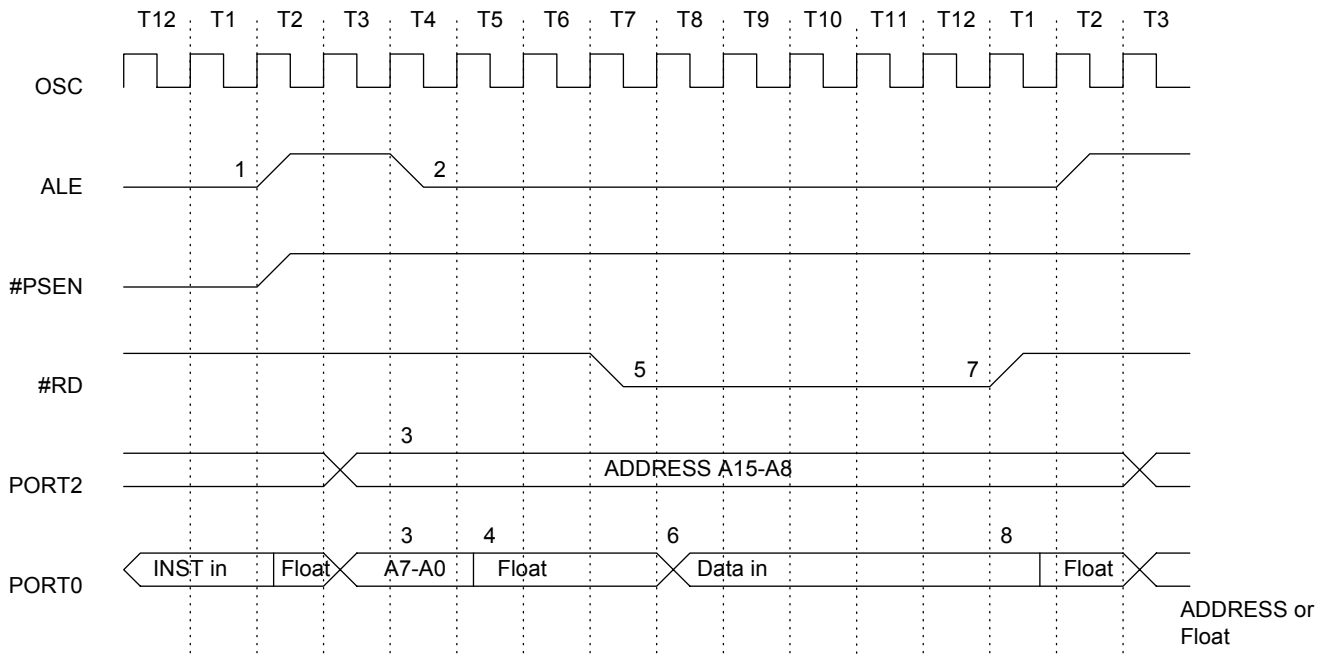 T12 T1 T2 T3 T4 T5 T6 T7 T8 T9 T10 T11 T12 T1 T2 T3
OSC
1 2
ALE
#PSEN
5 7
#RD
3
ADDRESS A15-A8
PORT2
3 4 6 8
INST in Float A7-A0 Float Data in Float
PORT0
ADDRESS or
Float